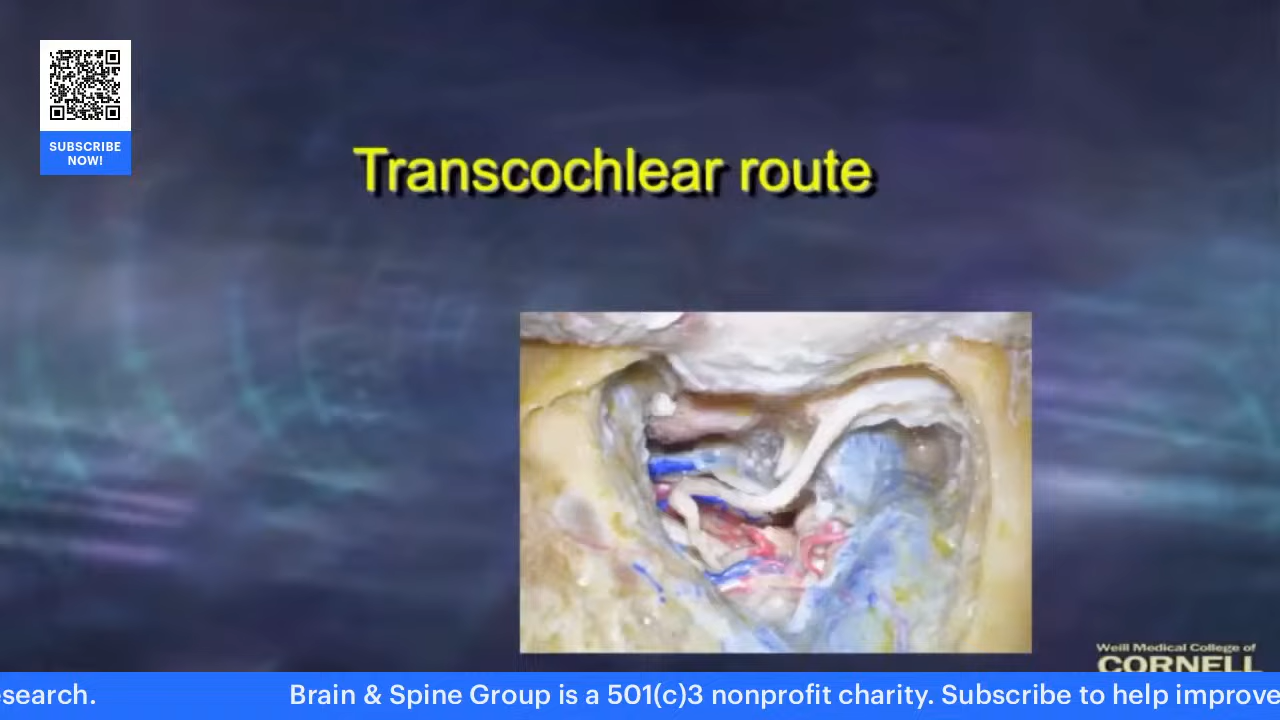 SUBSCRIBE
NOW!
Transcochlear route
Weill Medical College of
CORNELL
esearch. Brain & Spine Group is a 501(c)3 nonprofit charity. Subscribe to help improve